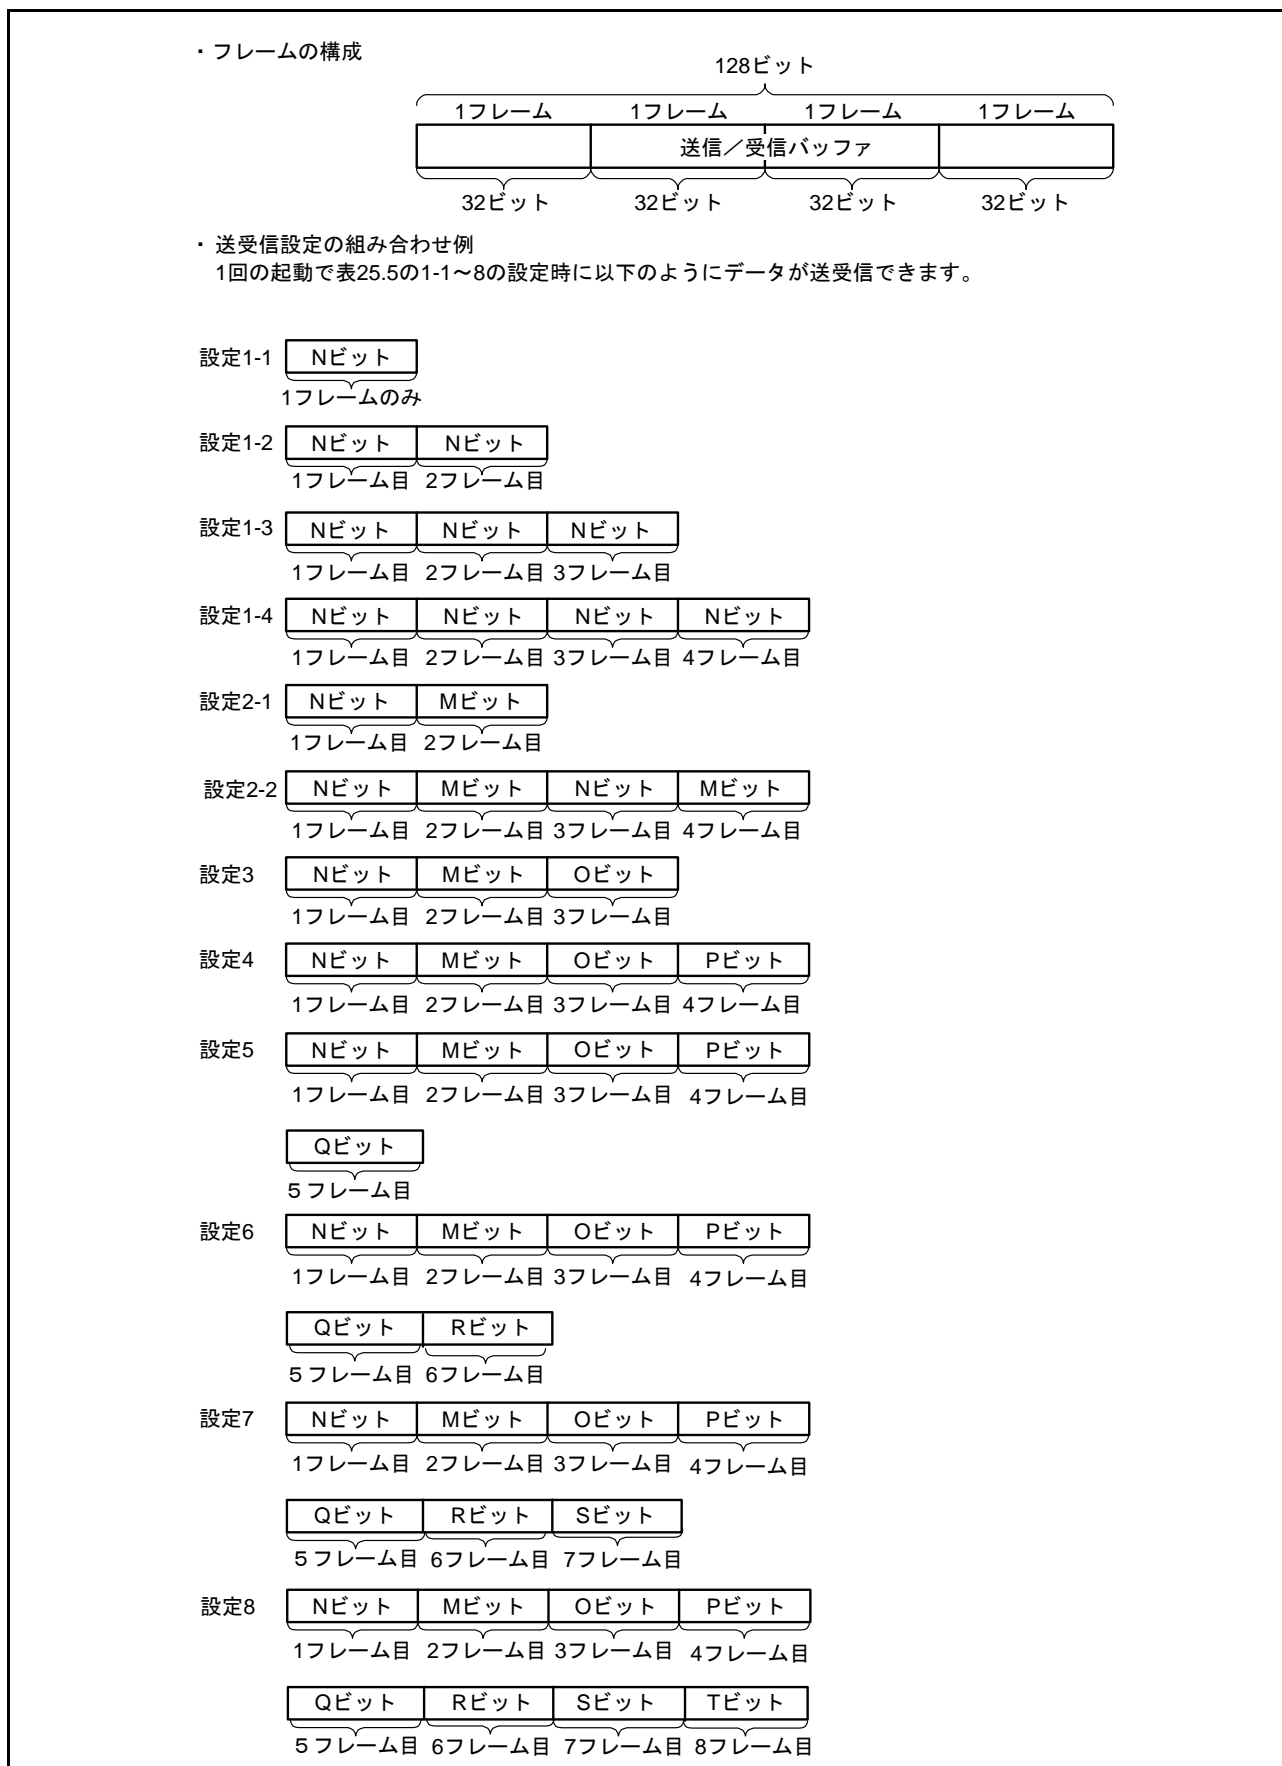 ・フレームの構成
128ビット
1フレーム 1フレーム 1フレーム 1フレーム
送信／受信バッファ
32ビット 32ビット 32ビット 32ビット
・ 送受信設定の組み合わせ例
1回の起動で表25.5の1-1～8の設定時に以下のようにデータが送受信できます。
設定1-1 Nビット
1フレームのみ
設定1-2 Nビット Nビット
1フレーム目 2フレーム目
設定1-3 Nビット Nビット Nビット
1フレーム目 2フレーム目 3フレーム目
設定1-4 Nビット Nビット Nビット Nビット
1フレーム目 2フレーム目 3フレーム目 4フレーム目
設定2-1 Nビット Mビット
1フレーム目 2フレーム目
設定2-2 Nビット Mビット Nビット Mビット
1フレーム目 2フレーム目 3フレーム目 4フレーム目
設定3 Nビット Mビット Oビット
1フレーム目 2フレーム目 3フレーム目
設定4 Nビット Mビット Oビット Pビット
1フレーム目 2フレーム目 3フレーム目 4フレーム目
設定5 Nビット Mビット Oビット Pビット
1フレーム目 2フレーム目 3フレーム目 4フレーム目
Qビット
５フレーム目
設定6 Nビット Mビット Oビット Pビット
1フレーム目 2フレーム目 3フレーム目 4フレーム目
Qビット Rビット
５フレーム目 6フレーム目
設定7 Nビット Mビット Oビット Pビット
1フレーム目 2フレーム目 3フレーム目 4フレーム目
Qビット Rビット Sビット
５フレーム目 6フレーム目 7フレーム目
設定8 Nビット Mビット Oビット Pビット
1フレーム目 2フレーム目 3フレーム目 4フレーム目
Qビット Rビット Sビット Tビット
５フレーム目 6フレーム目 7フレーム目 8フレーム目